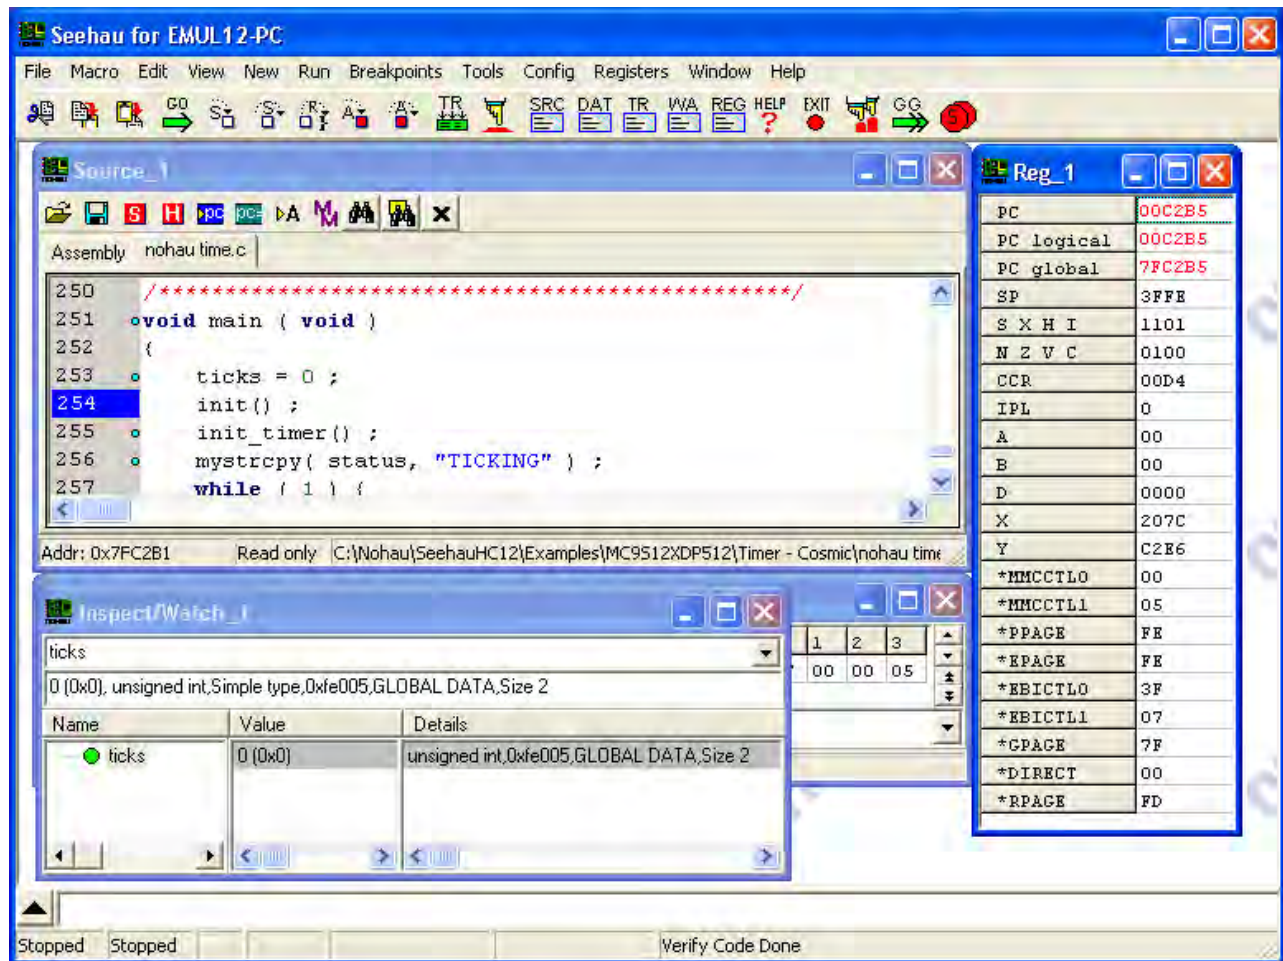 Seehau for EMUL12-PC
File Macro Edit View New Run Breakpoints Tools Config Registers Window Help
GO S S R A A TR SRC DAT TR WA REG HELP EXIT GG S
Source_1
S H PC PC= A M
Assembly nohau time.c
250 /*************************************************/
251 void main ( void )
252 {
253 ticks = 0 ;
254 init() ;
255 init_timer() ;
256 mystrcpy( status, "TICKING" ) ;
257 while ( 1 ) {
Addr: 0x7FC2B1 Read only C:\Nohau\SeehauHC12\Examples\MC9S12XDP512\Timer - Cosmic\nohau time
Inspect/Watch_1
ticks
0 (0x0), unsigned int,Simple type,0xfe005,GLOBAL DATA,Size 2
Name Value Details
ticks 0 (0x0) unsigned int,0xfe005,GLOBAL DATA,Size 2
1 2 3
00 00 05
Reg_1
PC 00C2B5
PC logical 00C2B5
PC global 7FC2B5
SP 3FFE
S X H I 1101
N Z V C 0100
CCR 00D4
IPL 0
A 00
B 00
D 0000
X 207C
Y C2E6
*MMCCTL0 00
*MMCCTL1 05
*PPAGE FE
*EPAGE FE
*EBICTL0 3F
*EBICTL1 07
*GPAGE 7F
*DIRECT 00
*RPAGE FD
Stopped Stopped Verify Code Done